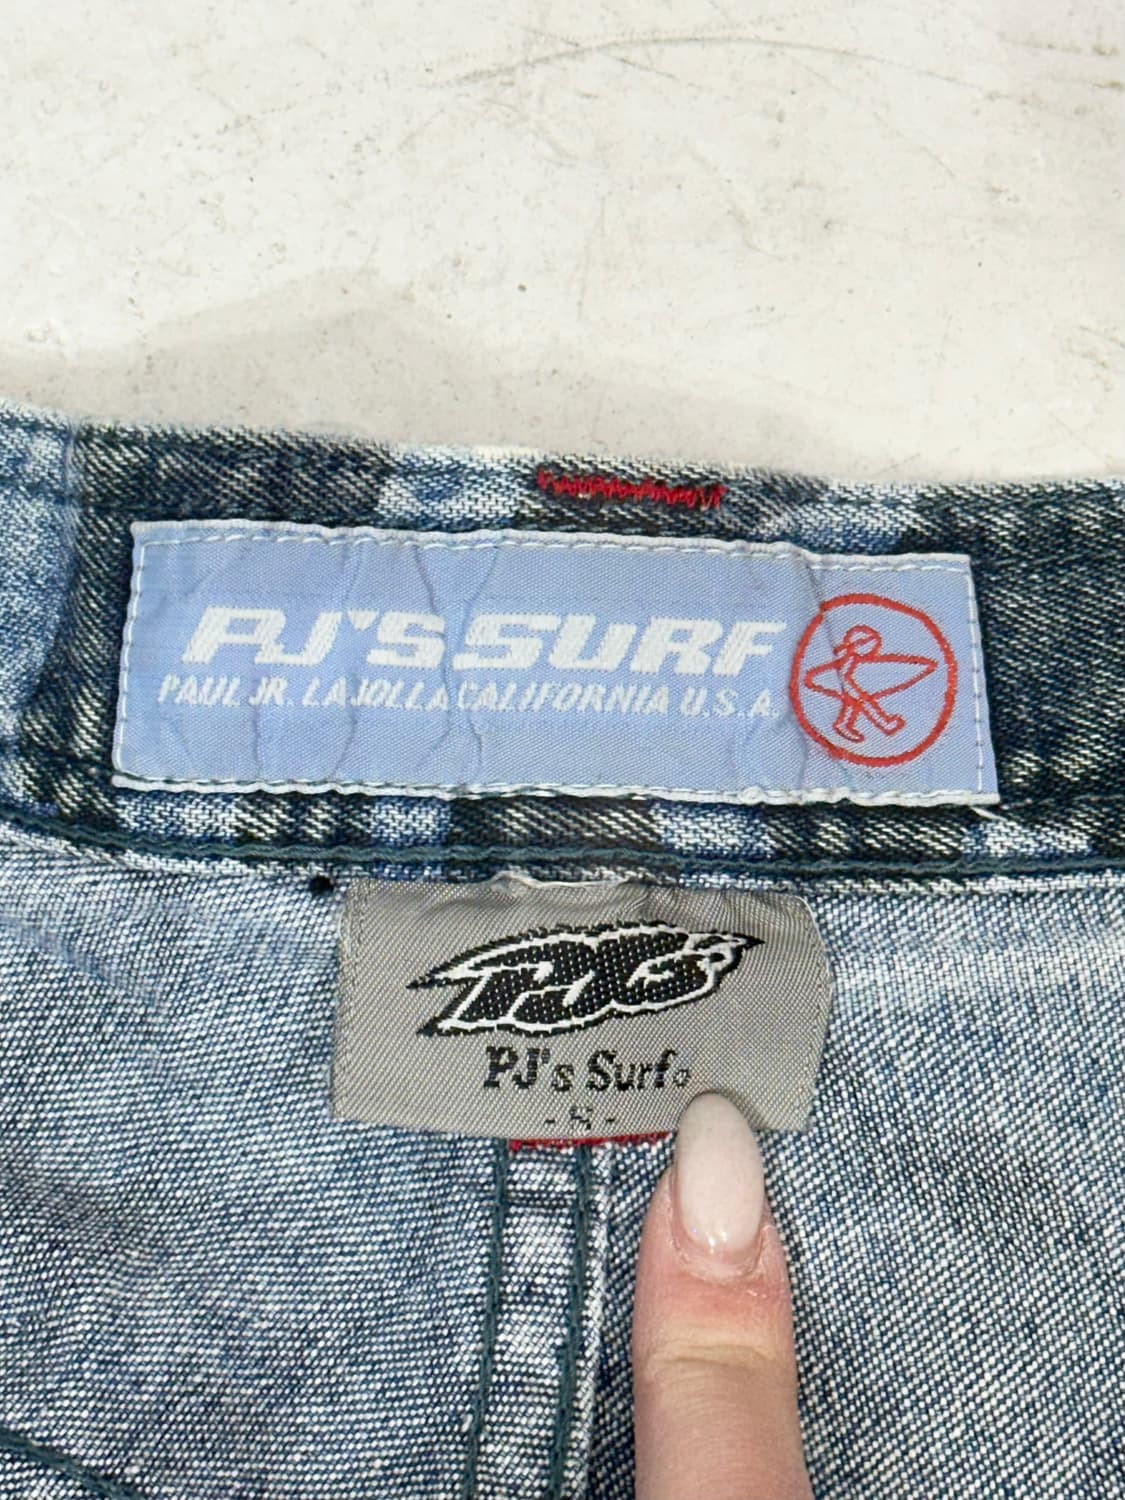 PJ'S SURF
PAUL JR. LA JOLLA CALIFORNIA U.S.A.
PJ's
PJ's Surf